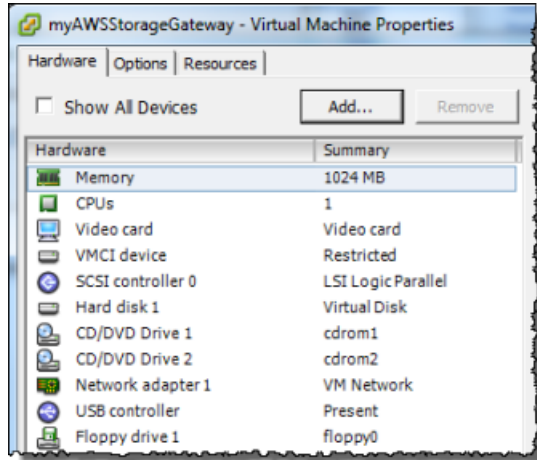 myAWSStorageGateway - Virtual Machine Properties
Hardware Options Resources
Show All Devices Add... Remove
Hardware Summary
Memory 1024 MB
CPUs 1
Video card Video card
VMCI device Restricted
SCSI controller 0 LSI Logic Parallel
Hard disk 1 Virtual Disk
CD/DVD Drive 1 cdrom1
CD/DVD Drive 2 cdrom2
Network adapter 1 VM Network
USB controller Present
Floppy drive 1 floppy0